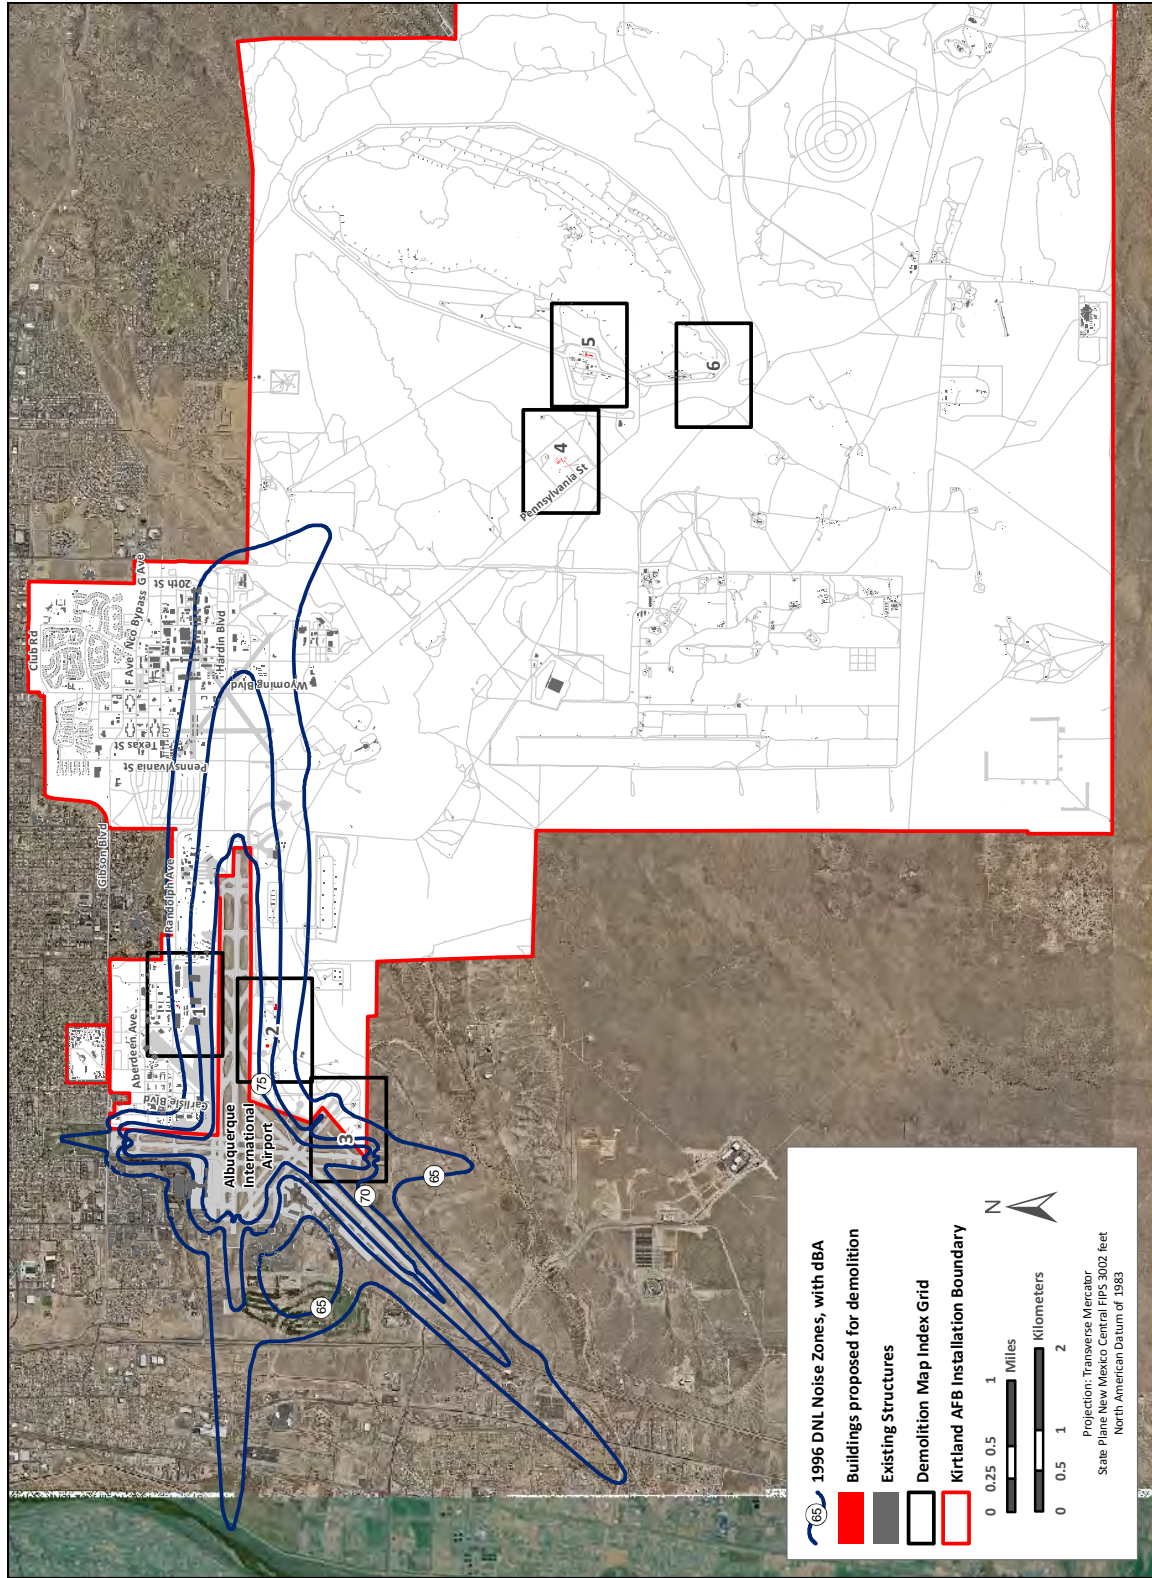 Club Rd
F Ave
Nco Bypass
G Ave
20th St
Hardin Blvd
Wyoming Blvd
Texas St
Pennsylvania St
Gibson Blvd
Randolph Ave
Aberdeen Ave
Carlisle Blvd
Pennsylvania St
1
2
3
4
5
6
Albuquerque
International
Airport
75
70
65
65
65 1996 DNL Noise Zones, with dBA
Buildings proposed for demolition
Existing Structures
Demolition Map Index Grid
Kirtland AFB Installation Boundary
N
0 0.25 0.5 1
Miles
Kilometers
0 0.5 1 2
Projection: Transverse Mercator
State Plane New Mexico Central FIPS 3002 feet
North American Datum of 1983